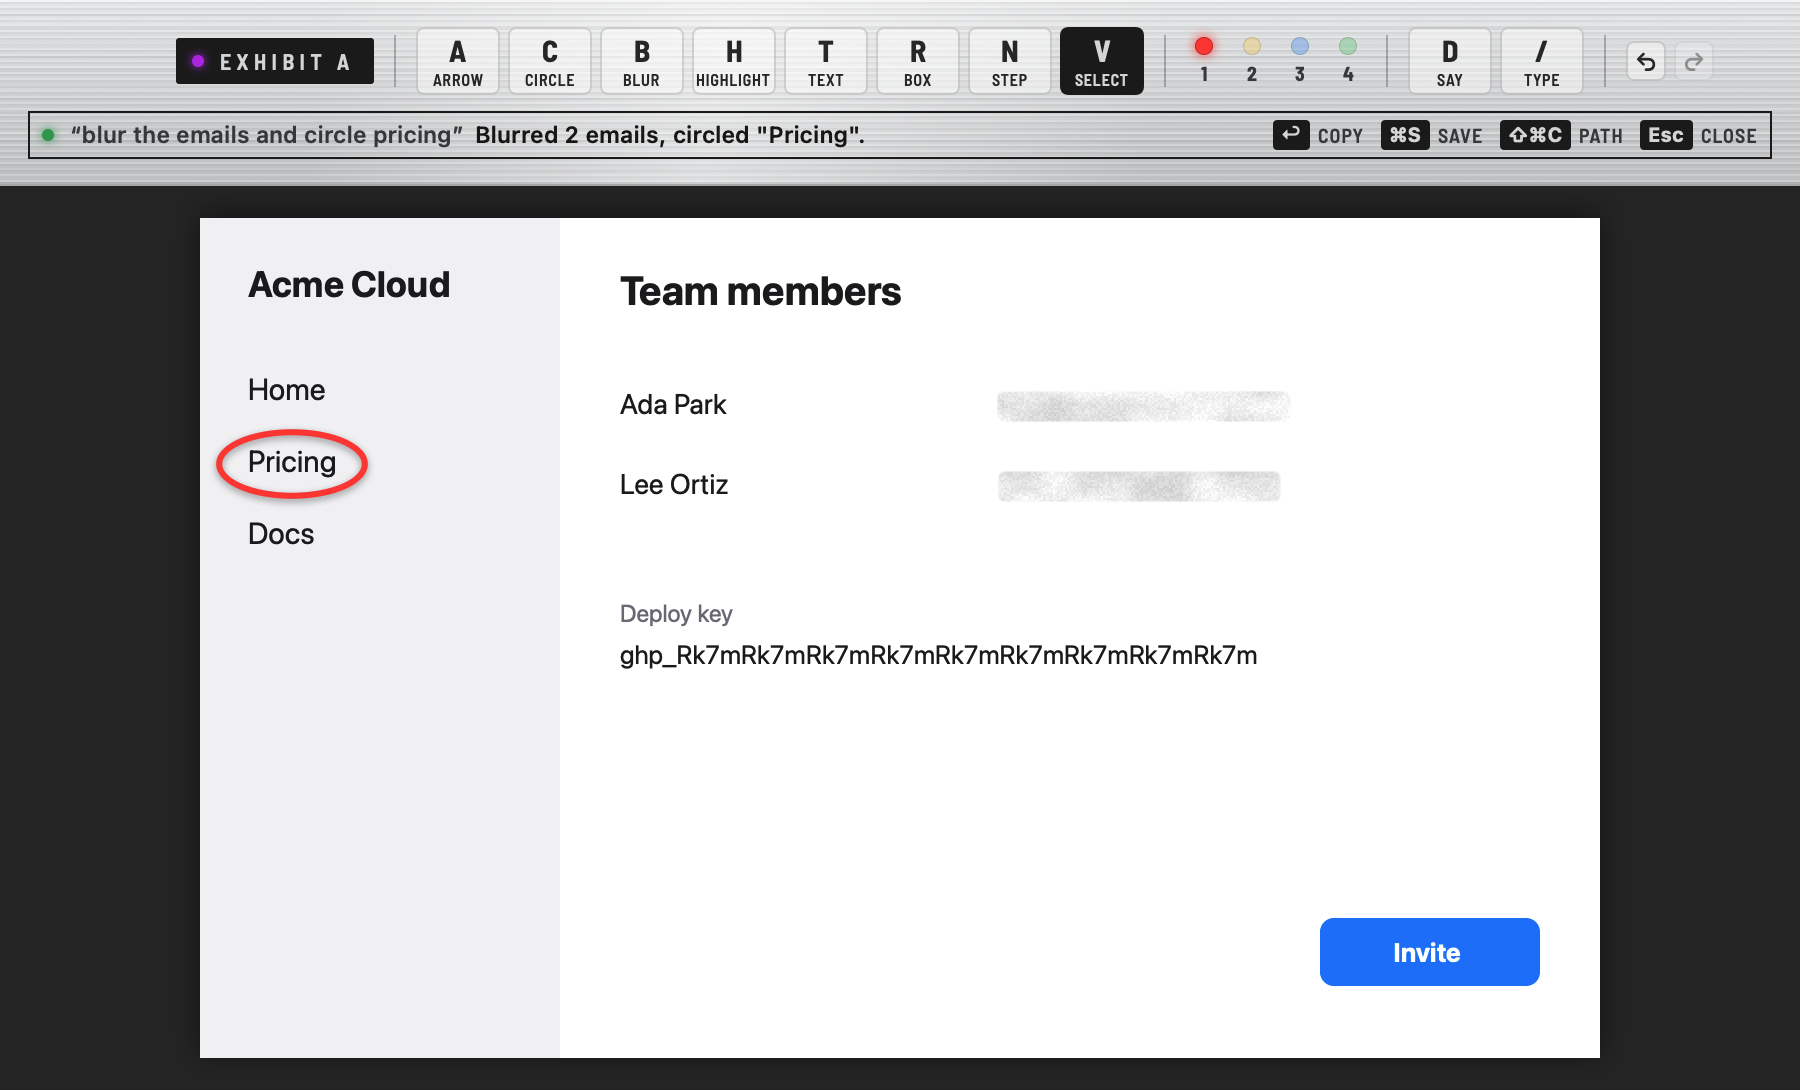 EXHIBIT A
A ARROW
C CIRCLE
B BLUR
H HIGHLIGHT
T TEXT
R BOX
N STEP
V SELECT
1 2 3 4
D SAY
/ TYPE
“blur the emails and circle pricing” Blurred 2 emails, circled "Pricing".
↩ COPY ⌘S SAVE ⇧⌘C PATH Esc CLOSE
Acme Cloud
Home
Pricing
Docs
Team members
Ada Park
Lee Ortiz
Deploy key
ghp_Rk7mRk7mRk7mRk7mRk7mRk7mRk7mRk7mRk7m
Invite